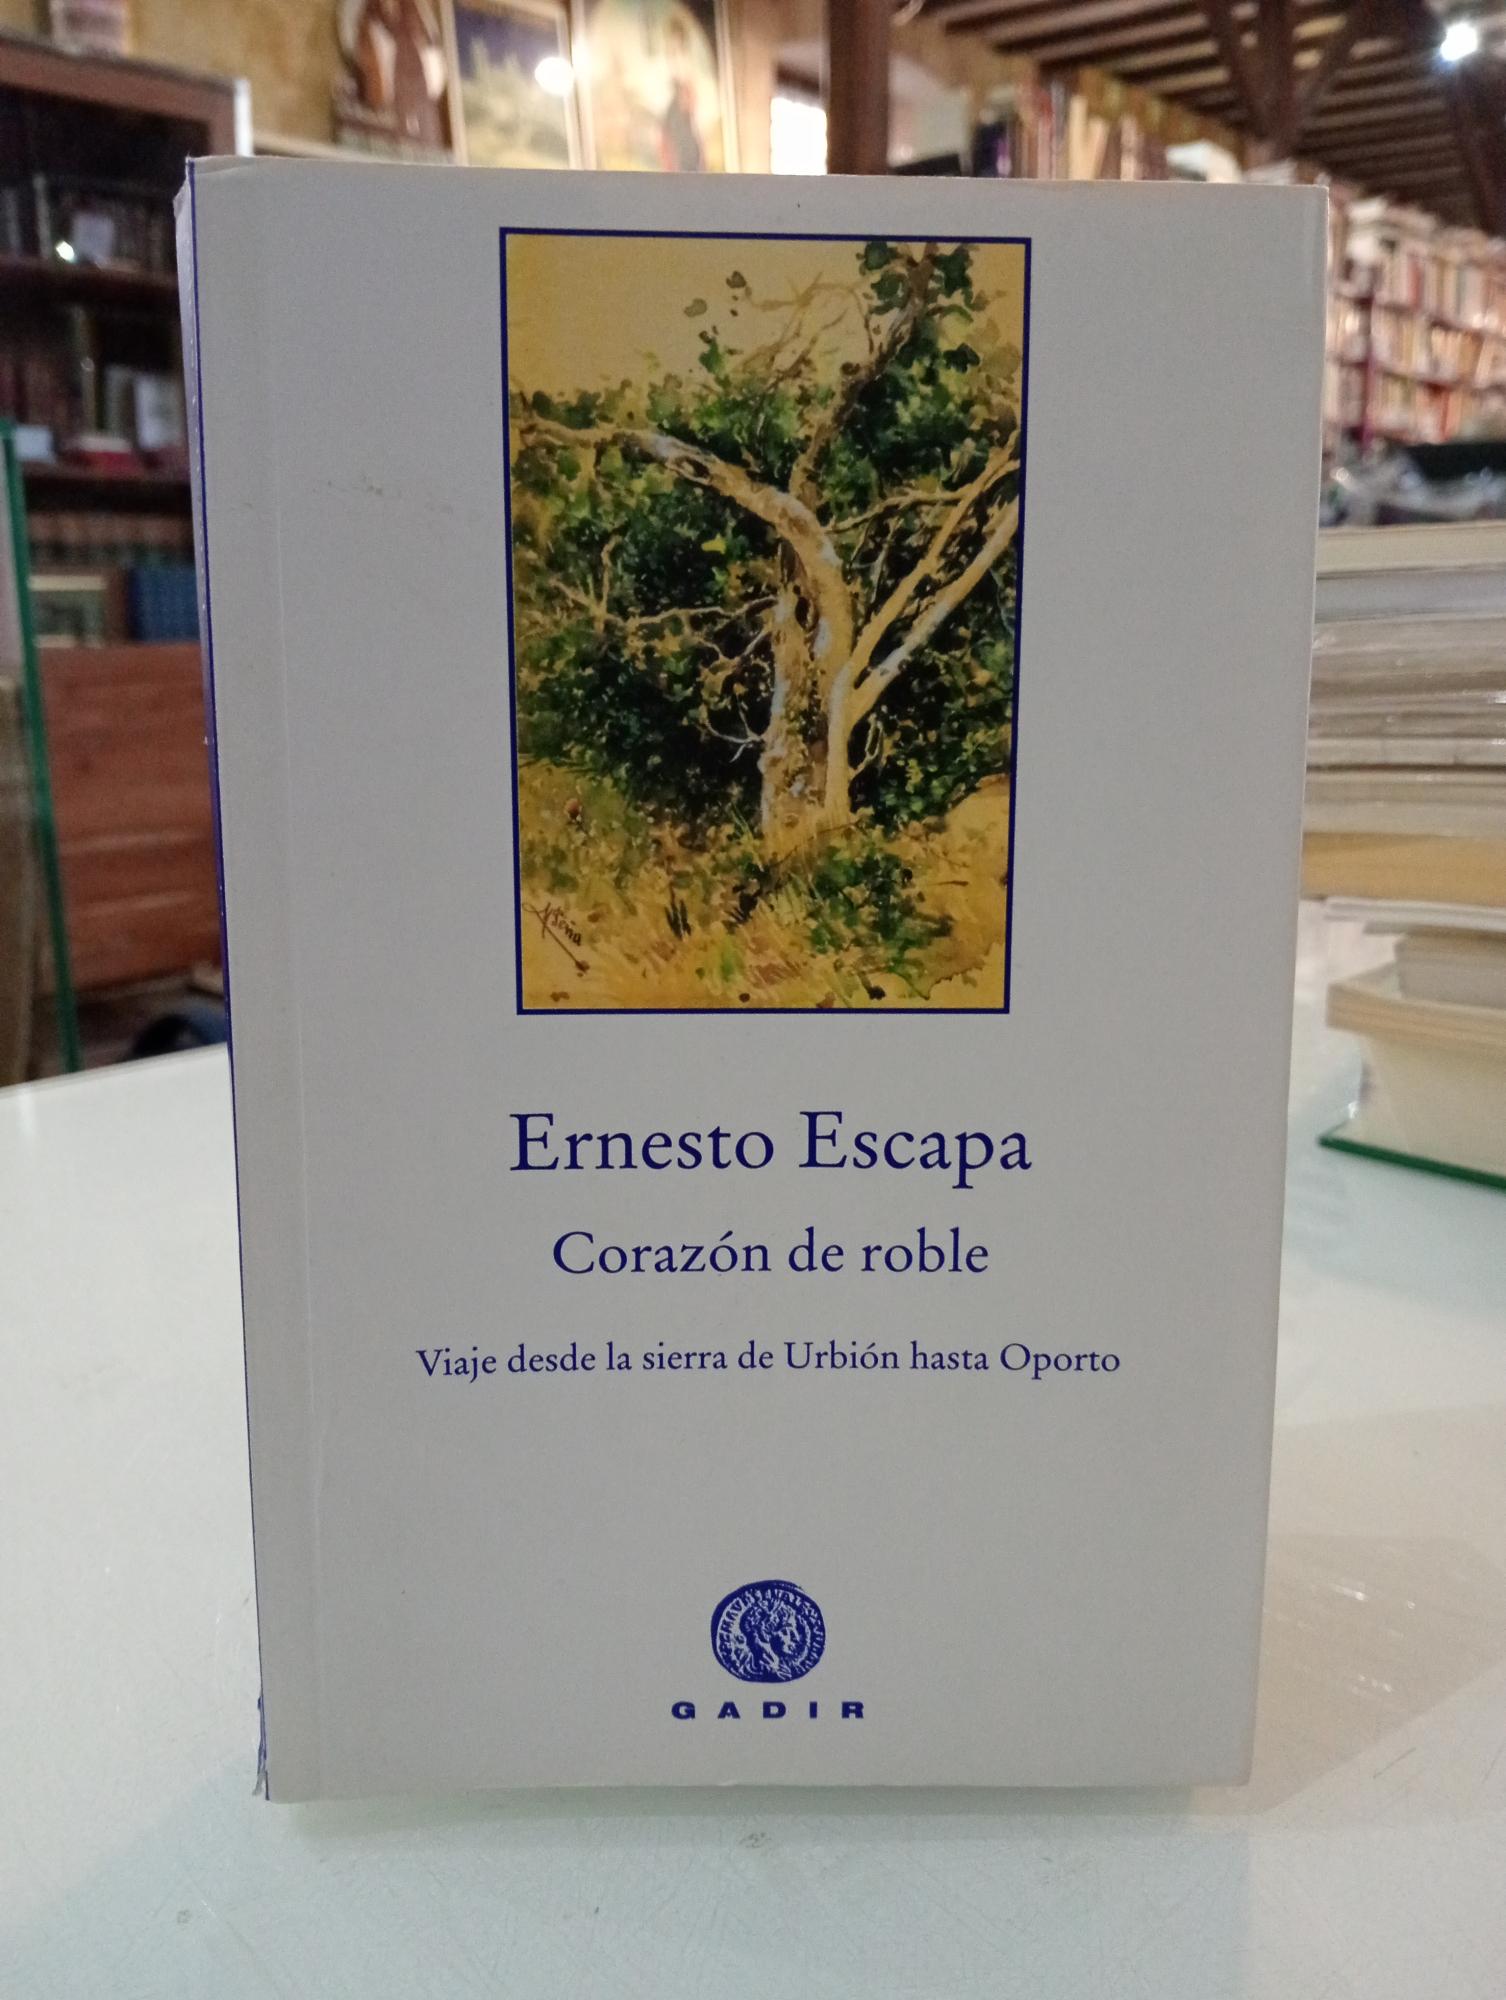 Ernesto Escapa
Corazón de roble
Viaje desde la sierra de Urbión hasta Oporto
GADIR